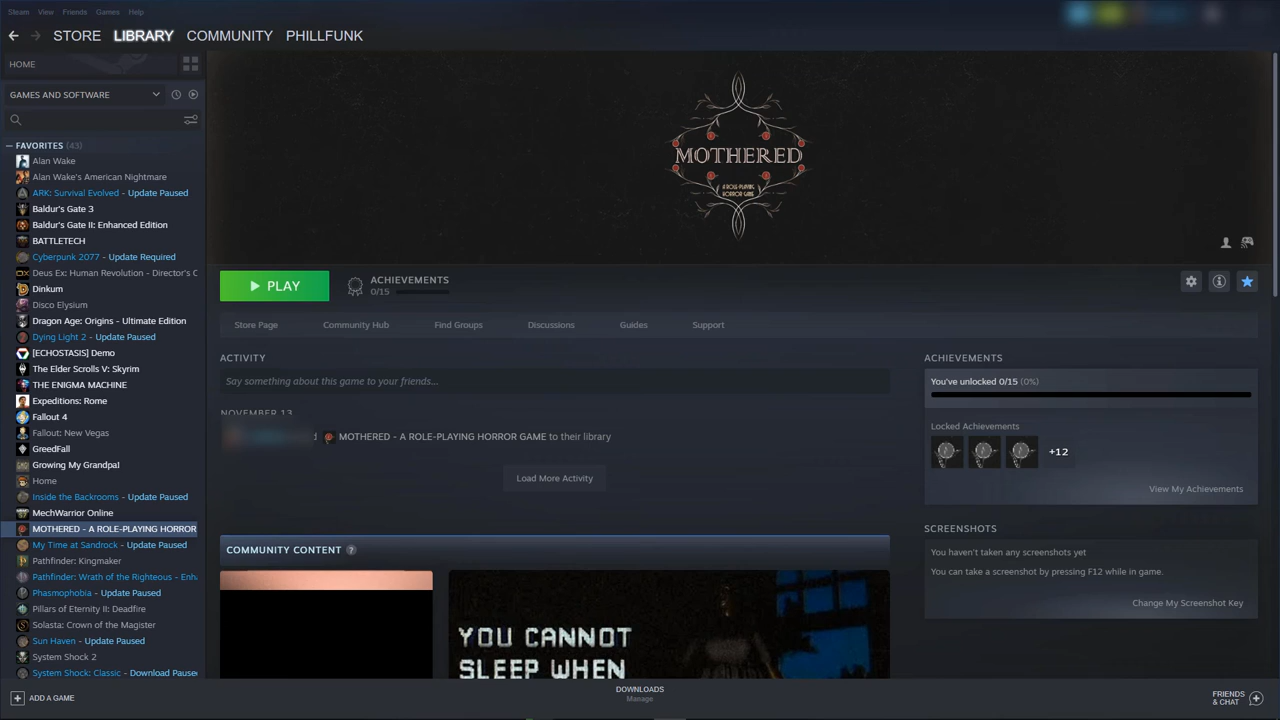 Steam View Friends Games Help
STORE LIBRARY COMMUNITY PHILLFUNK
HOME
GAMES AND SOFTWARE
FAVORITES (43)
Alan Wake
Alan Wake's American Nightmare
ARK: Survival Evolved - Update Paused
Baldur's Gate 3
Baldur's Gate II: Enhanced Edition
BATTLETECH
Cyberpunk 2077 - Update Required
Deus Ex: Human Revolution - Director's C
Dinkum
Disco Elysium
Dragon Age: Origins - Ultimate Edition
Dying Light 2 - Update Paused
[ECHOSTASIS] Demo
The Elder Scrolls V: Skyrim
THE ENIGMA MACHINE
Expeditions: Rome
Fallout 4
Fallout: New Vegas
GreedFall
Growing My Grandpa!
Home
Inside the Backrooms - Update Paused
MechWarrior Online
MOTHERED - A ROLE-PLAYING HORROR
My Time at Sandrock - Update Paused
Pathfinder: Kingmaker
Pathfinder: Wrath of the Righteous - Enh
Phasmophobia - Update Paused
Pillars of Eternity II: Deadfire
Solasta: Crown of the Magister
Sun Haven - Update Paused
System Shock 2
System Shock: Classic - Download Pause
ADD A GAME
MOTHERED
A ROLE-PLAYING
HORROR GAME
PLAY
ACHIEVEMENTS
0/15
Store Page Community Hub Find Groups Discussions Guides Support
ACTIVITY
Say something about this game to your friends...
NOVEMBER 13
MOTHERED - A ROLE-PLAYING HORROR GAME to their library
Load More Activity
COMMUNITY CONTENT ?
YOU CANNOT
SLEEP WHEN
ACHIEVEMENTS
You've unlocked 0/15 (0%)
Locked Achievements
+12
View My Achievements
SCREENSHOTS
You haven't taken any screenshots yet
You can take a screenshot by pressing F12 while in game.
Change My Screenshot Key
DOWNLOADS
Manage
FRIENDS
& CHAT